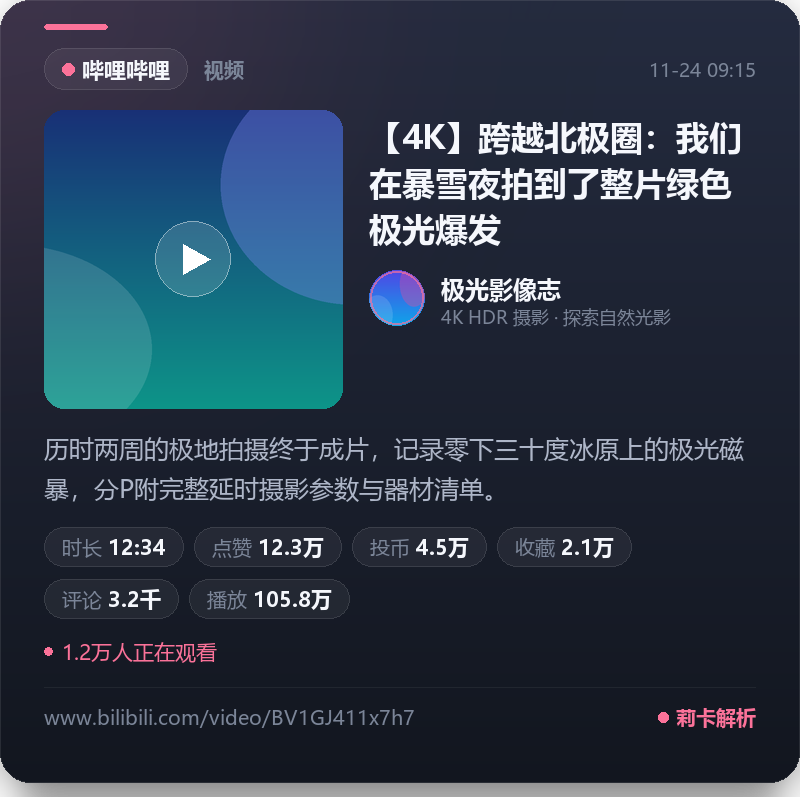 哔哩哔哩 视频 11-24 09:15
【4K】跨越北极圈：我们
在暴雪夜拍到了整片绿色
极光爆发
极光影像志
4K HDR 摄影 · 探索自然光影
历时两周的极地拍摄终于成片，记录零下三十度冰原上的极光磁
暴，分P附完整延时摄影参数与器材清单。
时长 12:34 点赞 12.3万 投币 4.5万 收藏 2.1万
评论 3.2千 播放 105.8万
1.2万人正在观看
www.bilibili.com/video/BV1GJ411x7h7 莉卡解析